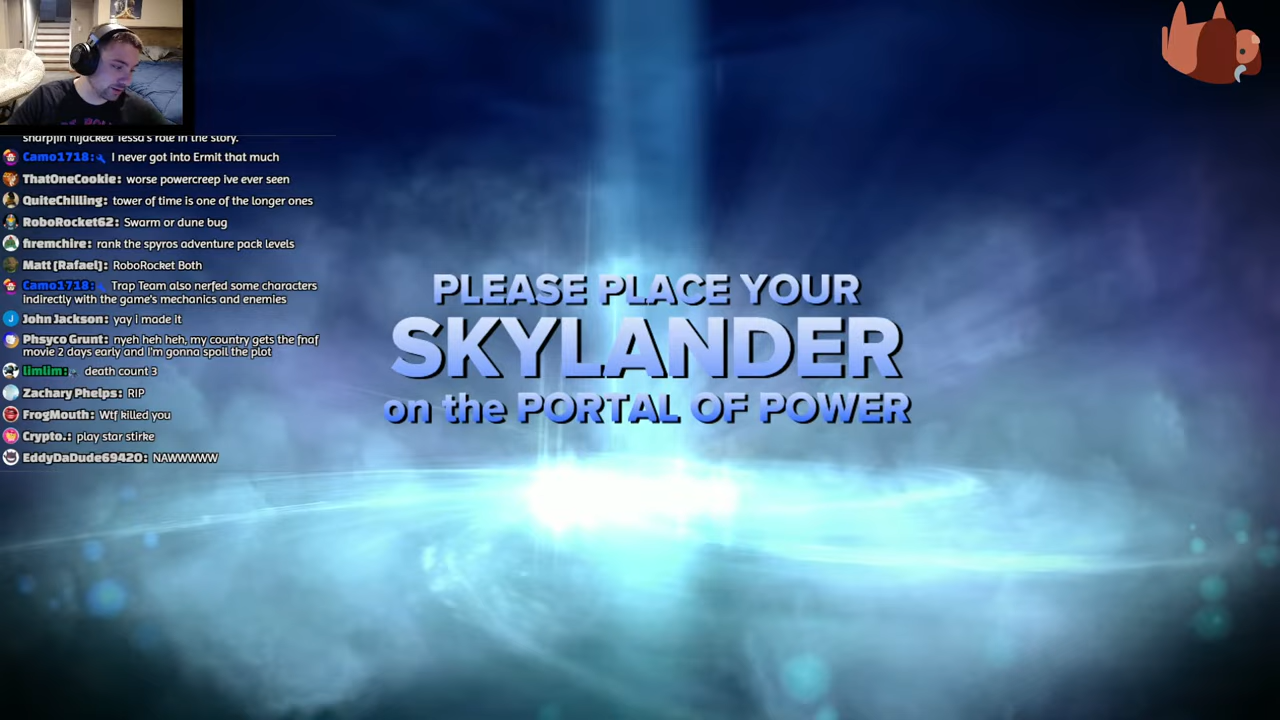 sharpfin hijacked Tessa's role in the story.
Camo1718: I never got into Ermit that much
ThatOneCookie: worse powercreep ive ever seen
QuiteChilling: tower of time is one of the longer ones
RoboRocket62: Swarm or dune bug
firemchire: rank the spyros adventure pack levels
Matt [Rafael]: RoboRocket Both
Camo1718: Trap Team also nerfed some characters
indirectly with the game's mechanics and enemies
John Jackson: yay i made it
Phsyco Grunt: nyeh heh heh, my country gets the fnaf
movie 2 days early and I'm gonna spoil the plot
limlim: death count 3
Zachary Phelps: RIP
FrogMouth: Wtf killed you
Crypto.: play star stirke
EddyDaDude69420: NAWWWWW
PLEASE PLACE YOUR
SKYLANDER
on the PORTAL OF POWER